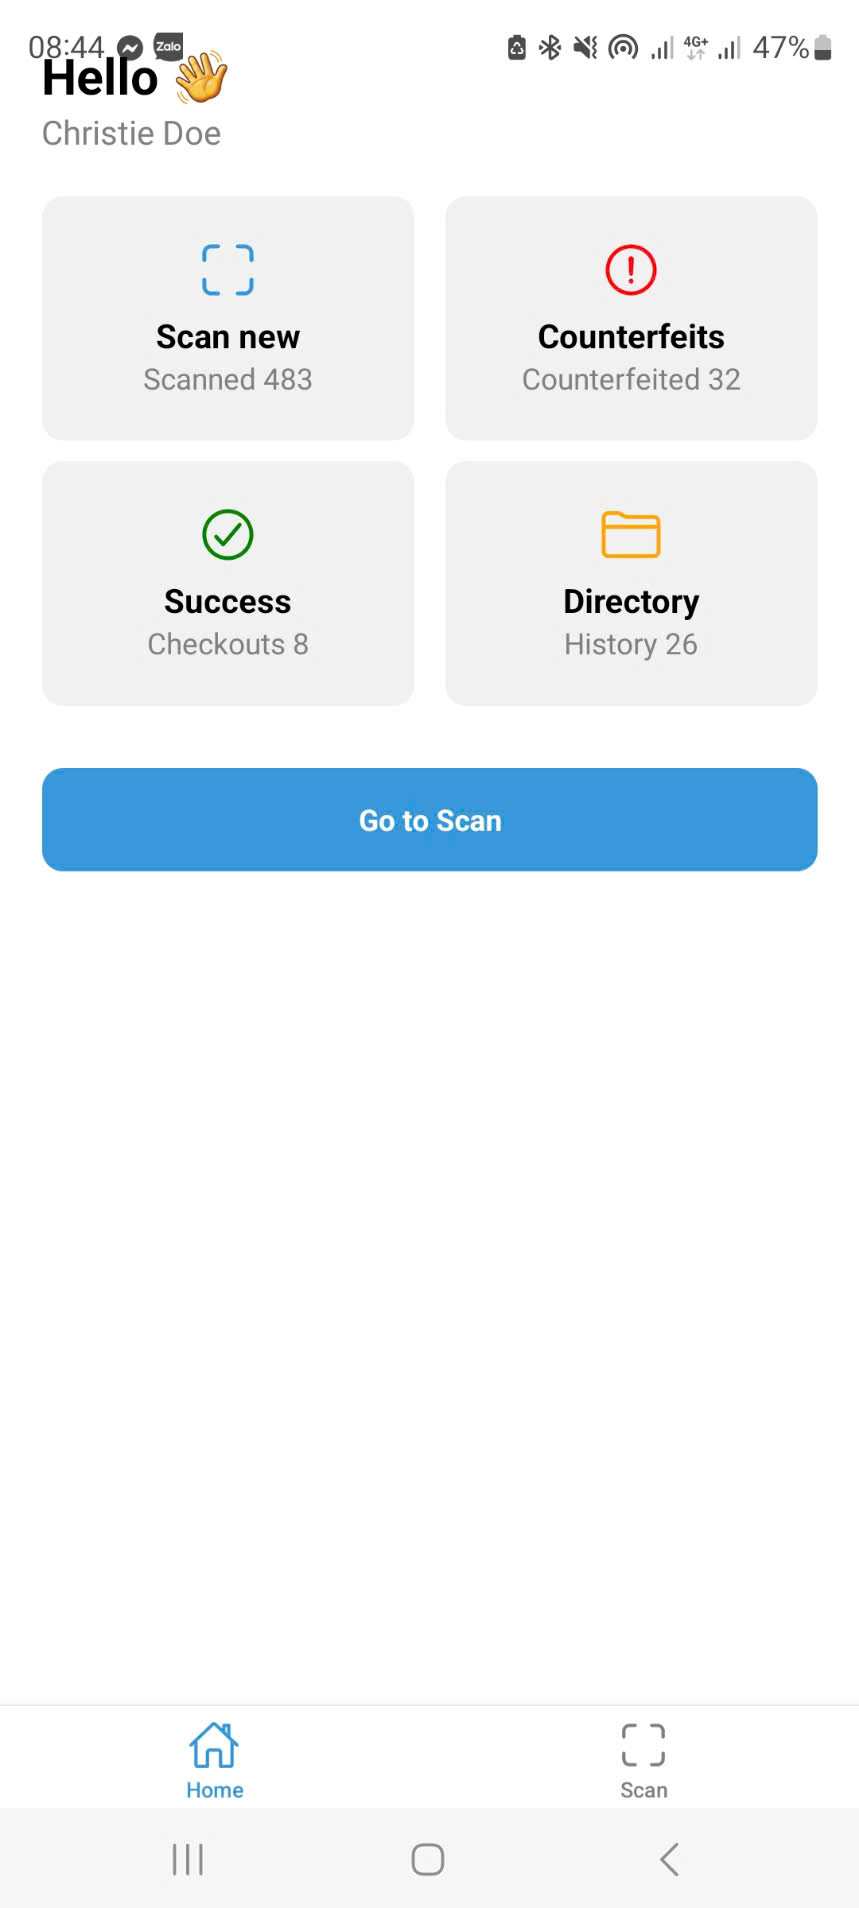 08:44 Zalo 4G+ 47%
Hello 👋
Christie Doe
Scan new
Scanned 483
Counterfeits
Counterfeited 32
Success
Checkouts 8
Directory
History 26
Go to Scan
Home
Scan